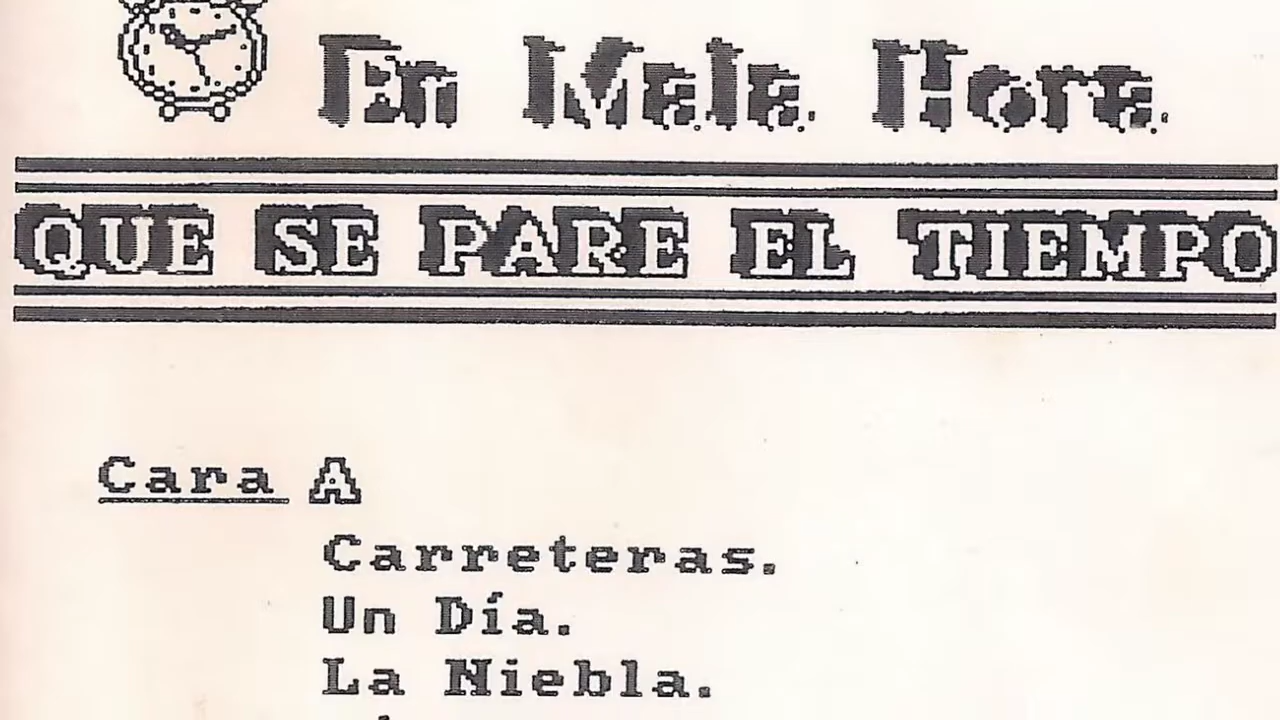 En Mala Hora.
QUE SE PARE EL TIEMPO
Cara A
Carreteras.
Un Día.
La Niebla.